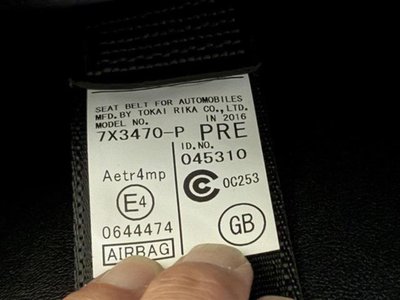 SEAT BELT FOR AUTOMOBILES
MFD.BY TOKAI RIKA CO.,LTD.
MODEL NO. IN 2016
7X3470-P PRE
ID.NO.
045310
Aetr4mp
C 0C253
E4
0644474
GB
AIRBAG